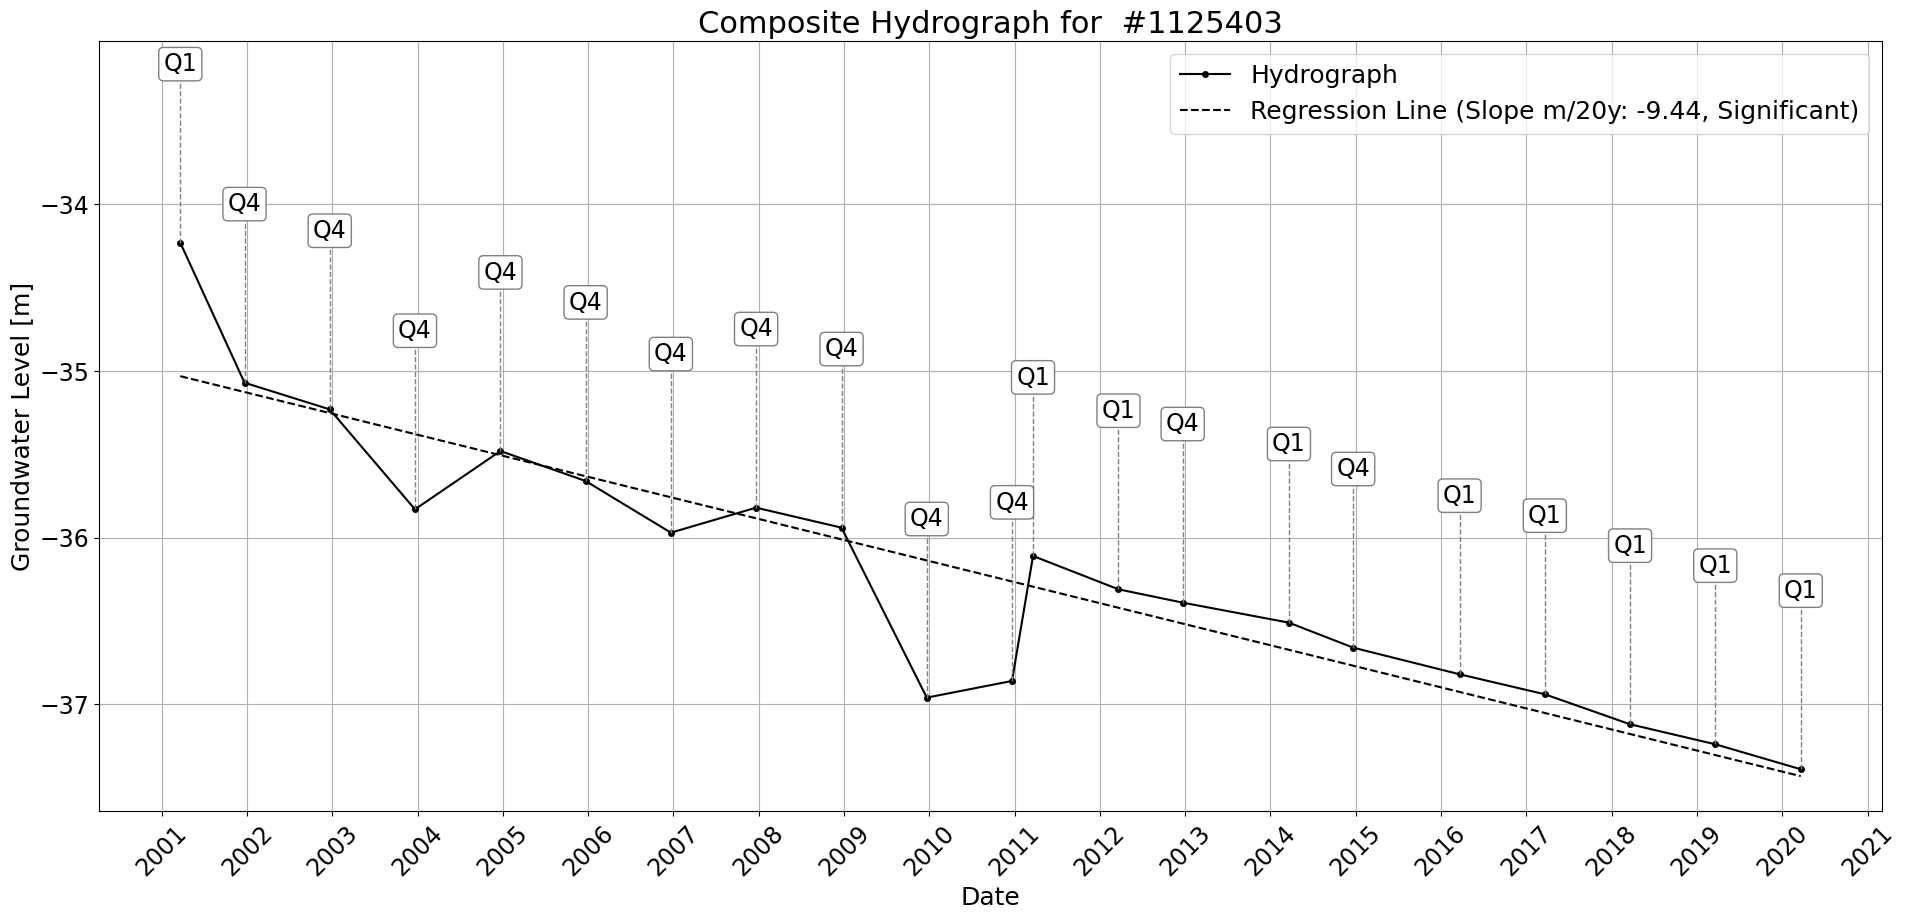 Composite Hydrograph for  #1125403
Hydrograph
Regression Line (Slope m/20y: -9.44, Significant)
Groundwater Level [m]
−34
−35
−36
−37
Q1
Q4
Q4
Q4
Q4
Q4
Q4
Q4
Q4
Q4
Q4
Q1
Q1
Q4
Q1
Q4
Q1
Q1
Q1
Q1
Q1
2001
2002
2003
2004
2005
2006
2007
2008
2009
2010
2011
2012
2013
2014
2015
2016
2017
2018
2019
2020
2021
Date